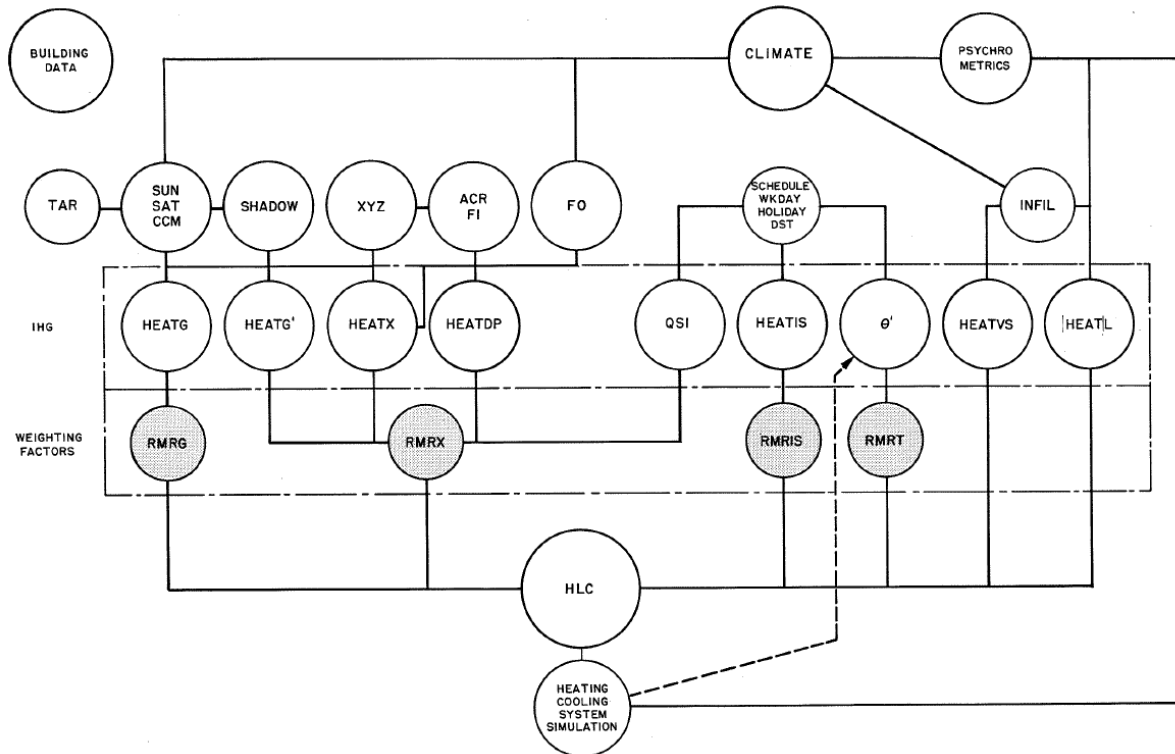 BUILDING
DATA
CLIMATE
PSYCHRO
METRICS
TAR
SUN
SAT
CCM
SHADOW
XYZ
ACR
FI
FO
SCHEDULE
WKDAY
HOLIDAY
DST
INFIL
IHG
HEATG
HEATG'
HEATX
HEATDP
QSI
HEATIS
θ'
HEATVS
HEATL
WEIGHTING
FACTORS
RMRG
RMRX
RMRIS
RMRT
HLC
HEATING
COOLING
SYSTEM
SIMULATION